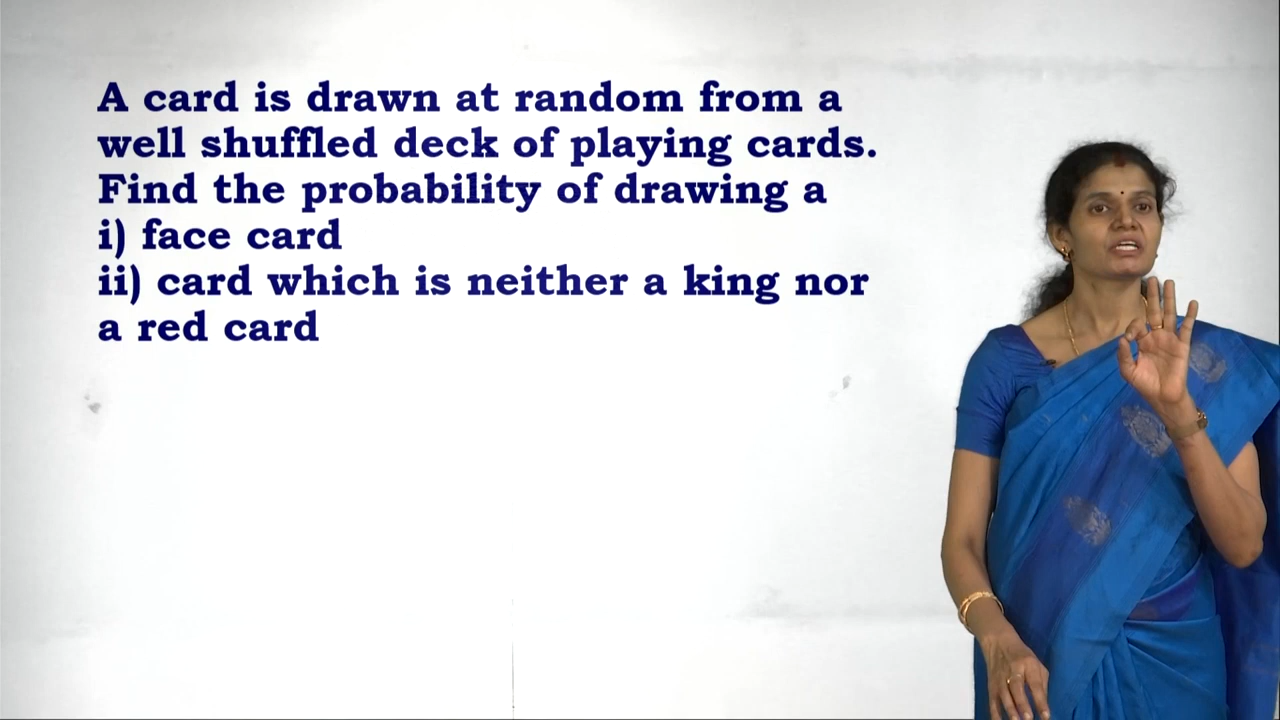 A card is drawn at random from a
well shuffled deck of playing cards.
Find the probability of drawing a
i) face card
ii) card which is neither a king nor
a red card